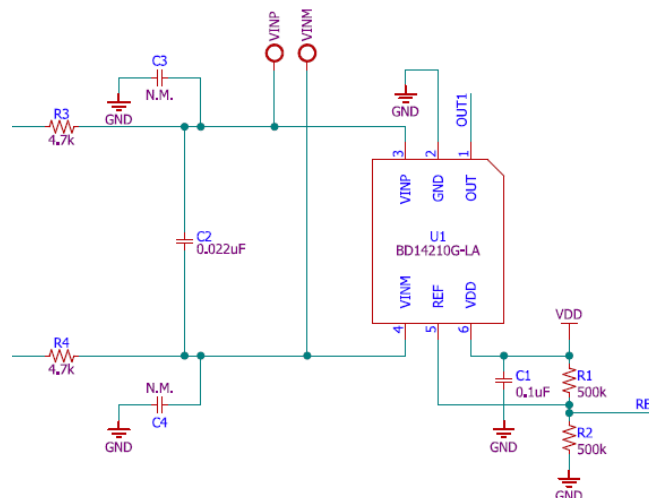 VINP
VINM
C3
N.M.
GND
R3
4.7k
GND
OUT1
3
2
1
VINP
GND
OUT
C2
0.022uF
U1
BD14210G-LA
VINM
REF
VDD
4
5
6
R4
4.7k
N.M.
C4
GND
VDD
C1
0.1uF
R1
500k
RE
R2
500k
GND
GND